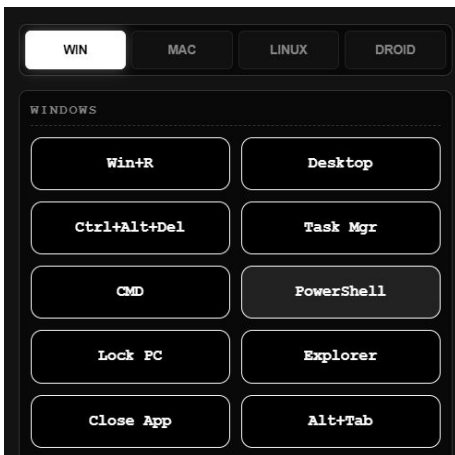 WIN MAC LINUX DROID
WINDOWS
Win+R Desktop
Ctrl+Alt+Del Task Mgr
CMD PowerShell
Lock PC Explorer
Close App Alt+Tab